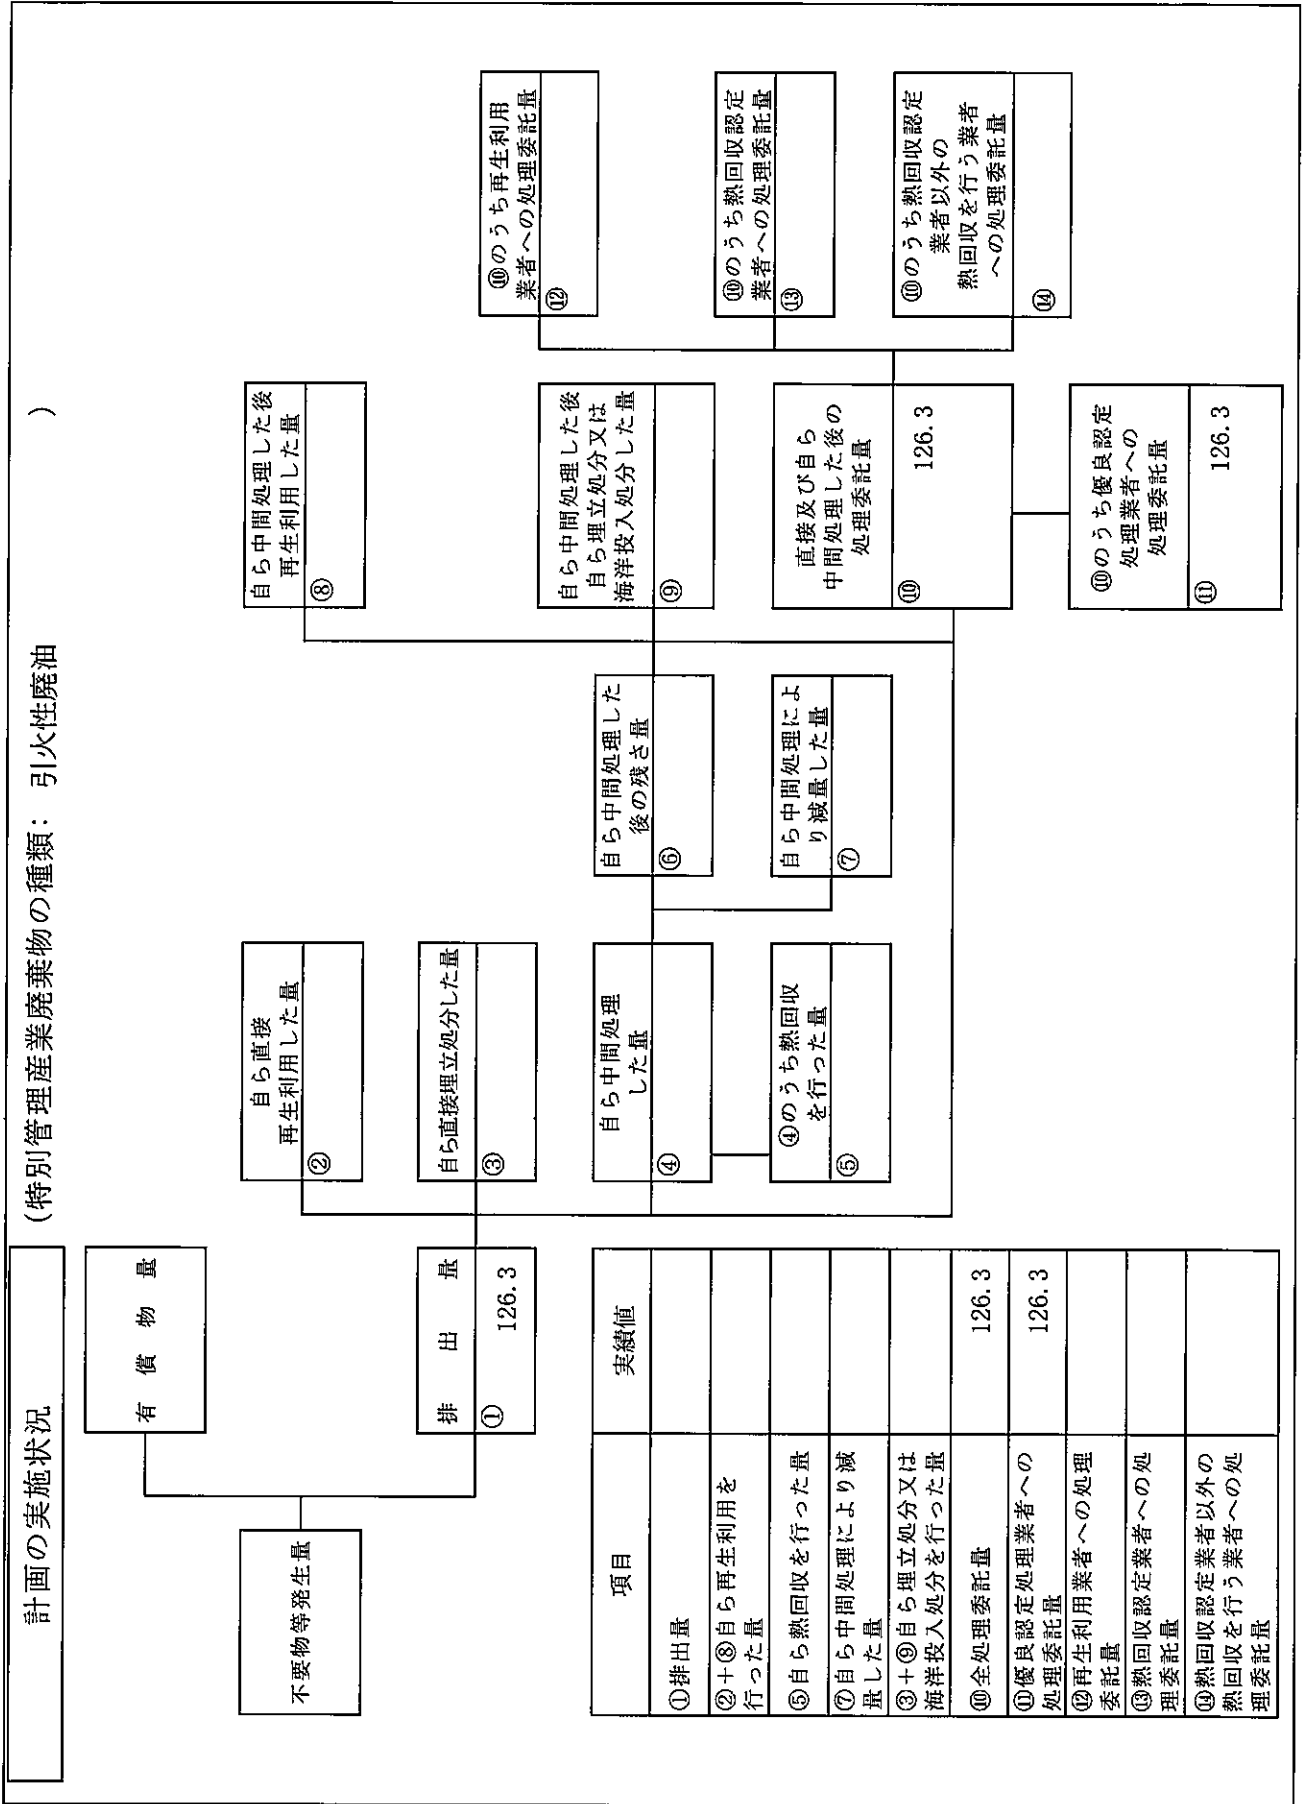 計画の実施状況
(特別管理産業廃棄物の種類： 引火性廃油 )
有償物量
不要物等発生量
排出量
① 126.3
自ら直接
再生利用した量
②
自ら直接埋立処分した量
③
自ら中間処理
した量
④
④のうち熱回収
を行った量
⑤
自ら中間処理した
後の残さ量
⑥
自ら中間処理によ
り減量した量
⑦
自ら中間処理した後
再生利用した量
⑧
自ら中間処理した後
自ら埋立処分又は
海洋投入処分した量
⑨
直接及び自ら
中間処理した後の
処理委託量
⑩ 126.3
⑩のうち優良認定
処理業者への
処理委託量
⑪ 126.3
⑩のうち再生利用
業者への処理委託量
⑫
⑩のうち熱回収認定
業者への処理委託量
⑬
⑩のうち熱回収認定
業者以外の
熱回収を行う業者
への処理委託量
⑭
項目 実績値
①排出量
②＋⑧自ら再生利用を
行った量
⑤自ら熱回収を行った量
⑦自ら中間処理により減
量した量
③＋⑨自ら埋立処分又は
海洋投入処分を行った量
⑩全処理委託量 126.3
⑪優良認定処理業者への
処理委託量 126.3
⑫再生利用業者への処理
委託量
⑬熱回収認定業者への処
理委託量
⑭熱回収認定業者以外の
熱回収を行う業者への処
理委託量